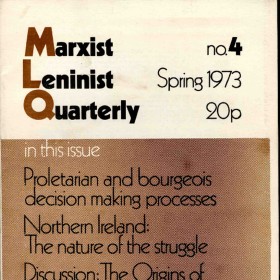 Marxist no.4
Leninist Spring 1973
Quarterly 20p
in this issue
Proletarian and bourgeois
decision making processes
Northern Ireland:
The nature of the struggle
Discussion: The Origins of